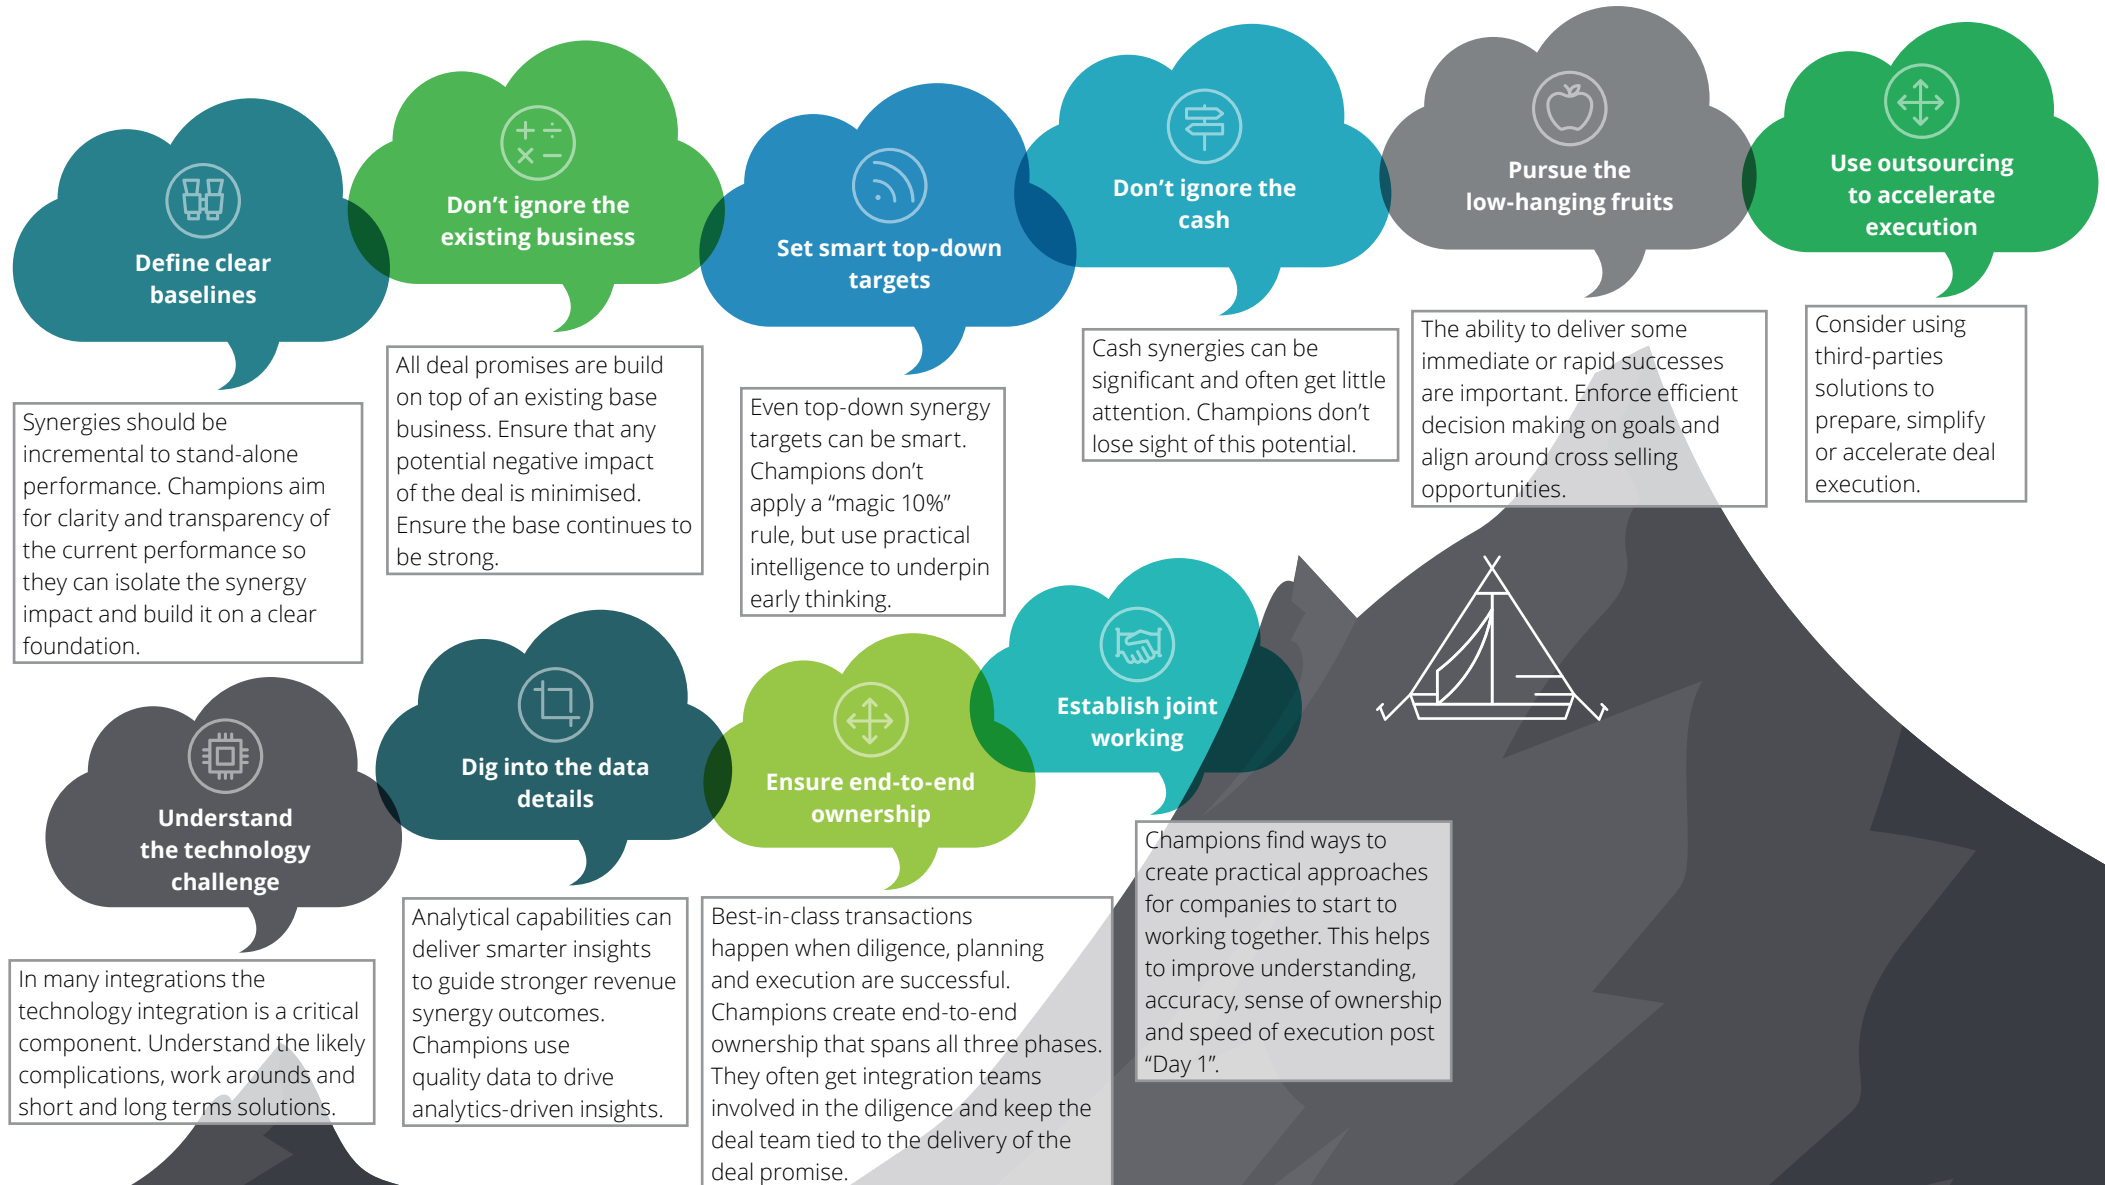 Define clear
baselines
Synergies should be
incremental to stand-alone
performance. Champions aim
for clarity and transparency of
the current performance so
they can isolate the synergy
impact and build it on a clear
foundation.
Don’t ignore the
existing business
All deal promises are build
on top of an existing base
business. Ensure that any
potential negative impact
of the deal is minimised.
Ensure the base continues to
be strong.
Set smart top-down
targets
Even top-down synergy
targets can be smart.
Champions don’t
apply a “magic 10%”
rule, but use practical
intelligence to underpin
early thinking.
Don’t ignore the
cash
Cash synergies can be
significant and often get little
attention. Champions don’t
lose sight of this potential.
Pursue the
low-hanging fruits
The ability to deliver some
immediate or rapid successes
are important. Enforce efficient
decision making on goals and
align around cross selling
opportunities.
Use outsourcing
to accelerate
execution
Consider using
third-parties
solutions to
prepare, simplify
or accelerate deal
execution.
Understand
the technology
challenge
In many integrations the
technology integration is a critical
component. Understand the likely
complications, work arounds and
short and long terms solutions.
Dig into the data
details
Analytical capabilities can
deliver smarter insights
to guide stronger revenue
synergy outcomes.
Champions use
quality data to drive
analytics-driven insights.
Ensure end-to-end
ownership
Best-in-class transactions
happen when diligence, planning
and execution are successful.
Champions create end-to-end
ownership that spans all three phases.
They often get integration teams
involved in the diligence and keep the
deal team tied to the delivery of the
deal promise.
Establish joint
working
Champions find ways to
create practical approaches
for companies to start to
working together. This helps
to improve understanding,
accuracy, sense of ownership
and speed of execution post
“Day 1”.